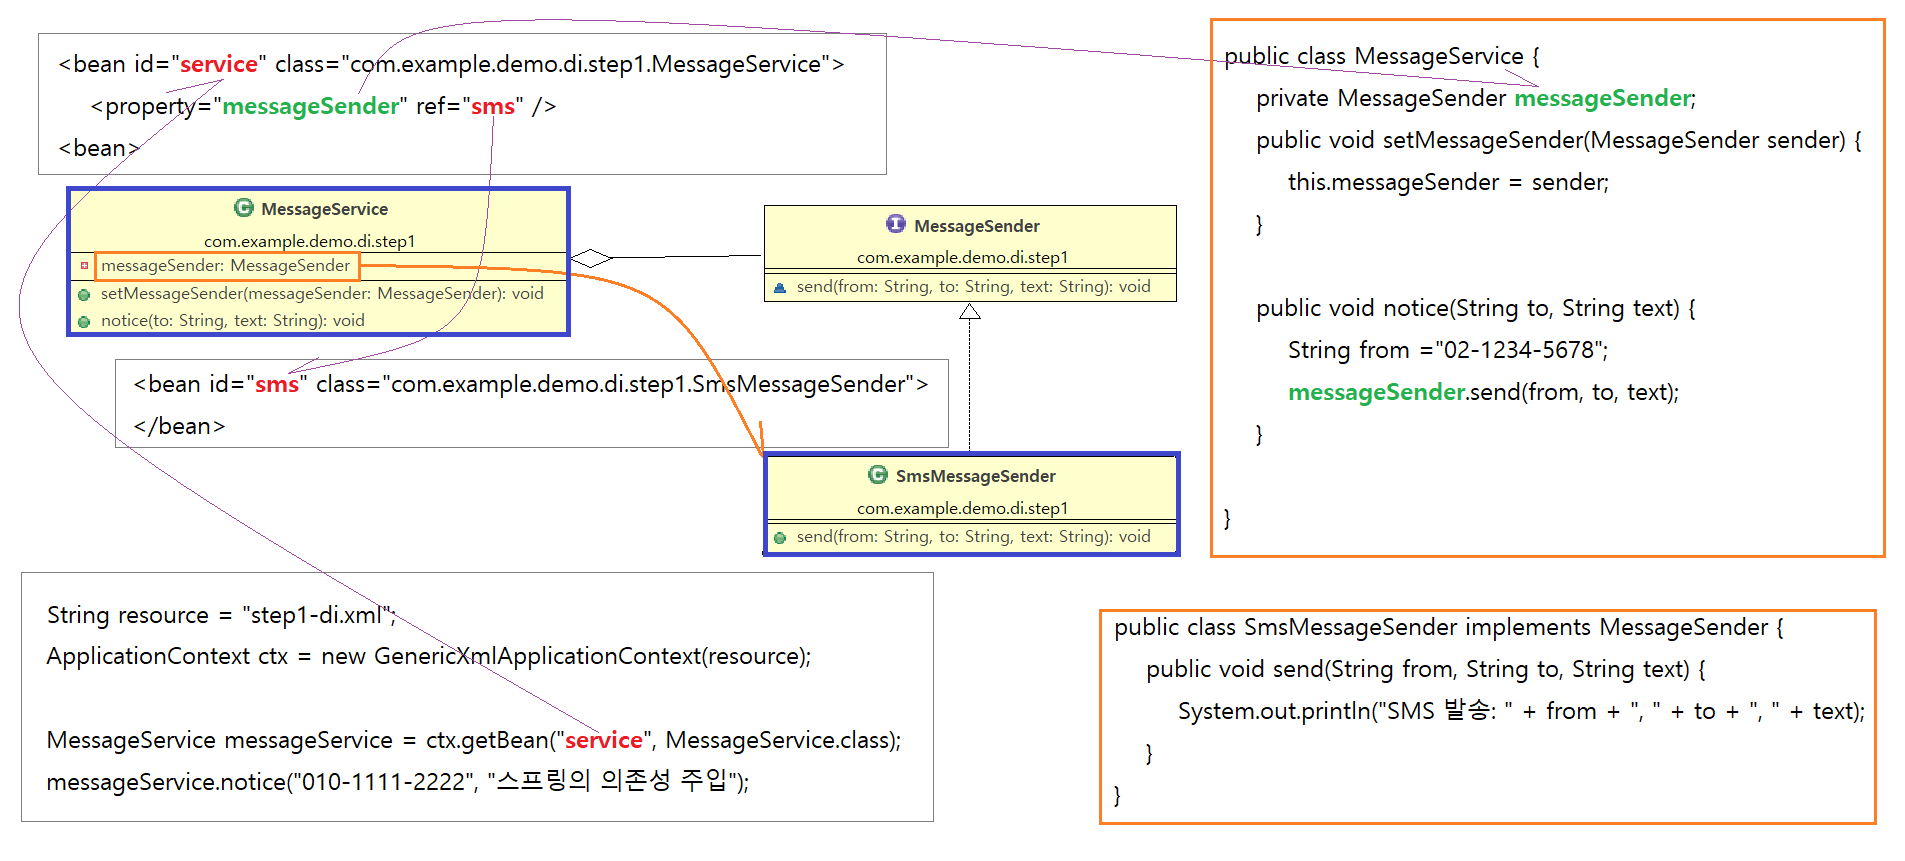 <bean id="service" class="com.example.demo.di.step1.MessageService">
<property="messageSender" ref="sms" />
<bean>
MessageService
com.example.demo.di.step1
messageSender: MessageSender
setMessageSender(messageSender: MessageSender): void
notice(to: String, text: String): void
MessageSender
com.example.demo.di.step1
send(from: String, to: String, text: String): void
<bean id="sms" class="com.example.demo.di.step1.SmsMessageSender">
</bean>
SmsMessageSender
com.example.demo.di.step1
send(from: String, to: String, text: String): void
String resource = "step1-di.xml";
ApplicationContext ctx = new GenericXmlApplicationContext(resource);
MessageService messageService = ctx.getBean("service", MessageService.class);
messageService.notice("010-1111-2222", "스프링의 의존성 주입");
public class MessageService {
private MessageSender messageSender;
public void setMessageSender(MessageSender sender) {
this.messageSender = sender;
}
public void notice(String to, String text) {
String from ="02-1234-5678";
messageSender.send(from, to, text);
}
}
public class SmsMessageSender implements MessageSender {
public void send(String from, String to, String text) {
System.out.println("SMS 발송: " + from + ", " + to + ", " + text);
}
}